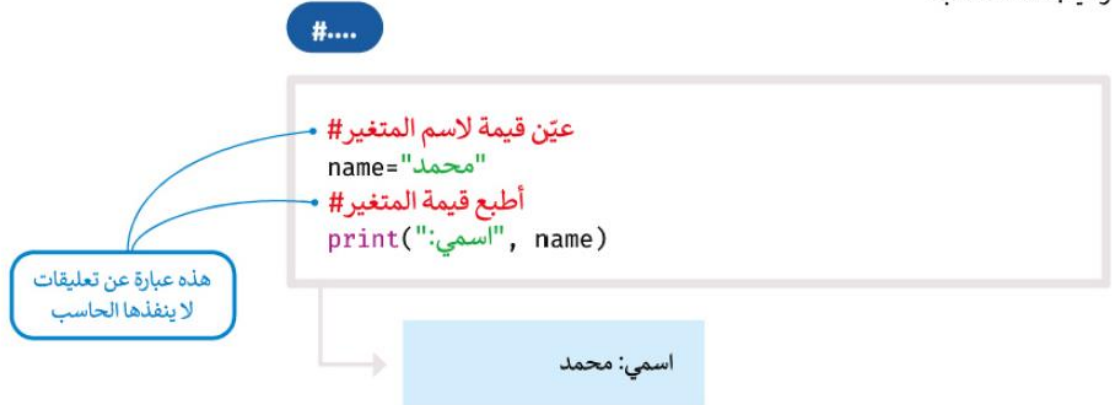 #....
#عيّن قيمة لاسم المتغير
name="محمد"
#أطبع قيمة المتغير
print("اسمي:", name)
هذه عبارة عن تعليقات
لا ينفذها الحاسب
اسمي: محمد